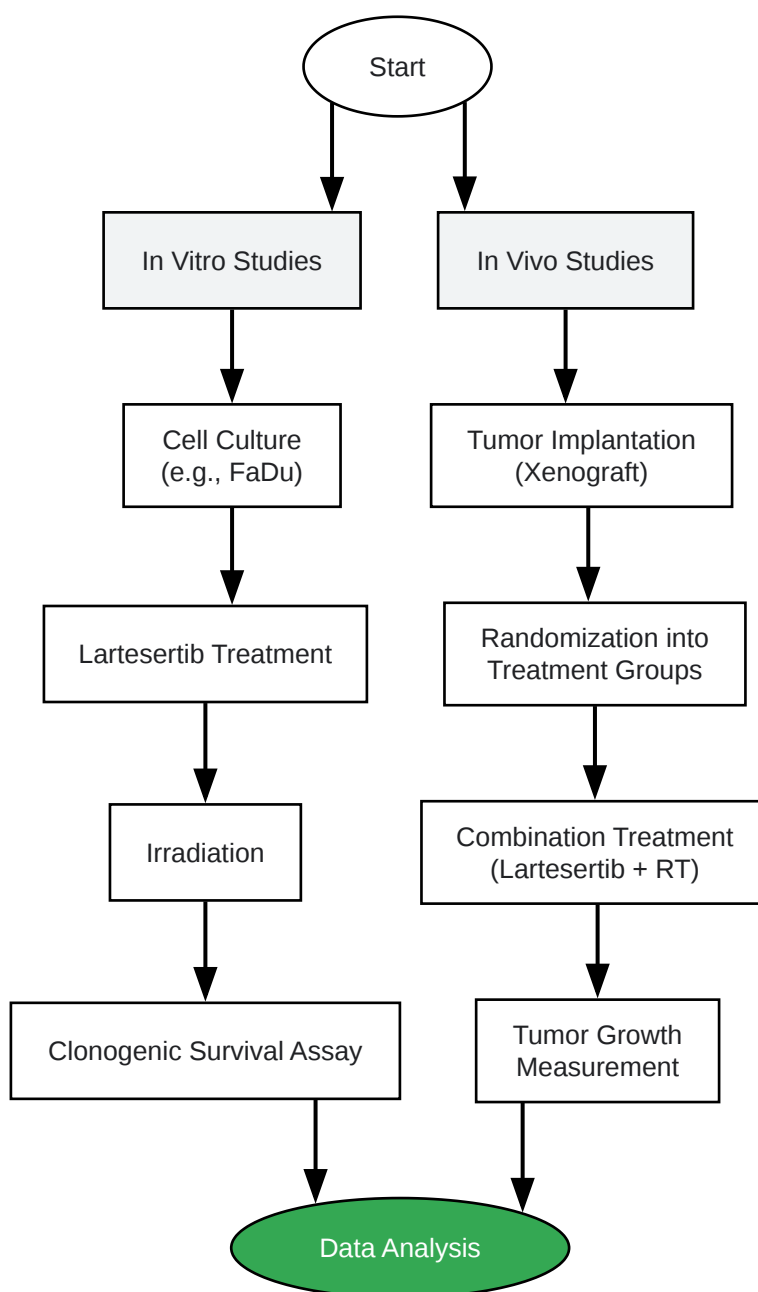 Start
In Vitro Studies
In Vivo Studies
Cell Culture
(e.g., FaDu)
Tumor Implantation
(Xenograft)
Lartesertib Treatment
Randomization into
Treatment Groups
Irradiation
Combination Treatment
(Lartesertib + RT)
Clonogenic Survival Assay
Tumor Growth
Measurement
Data Analysis